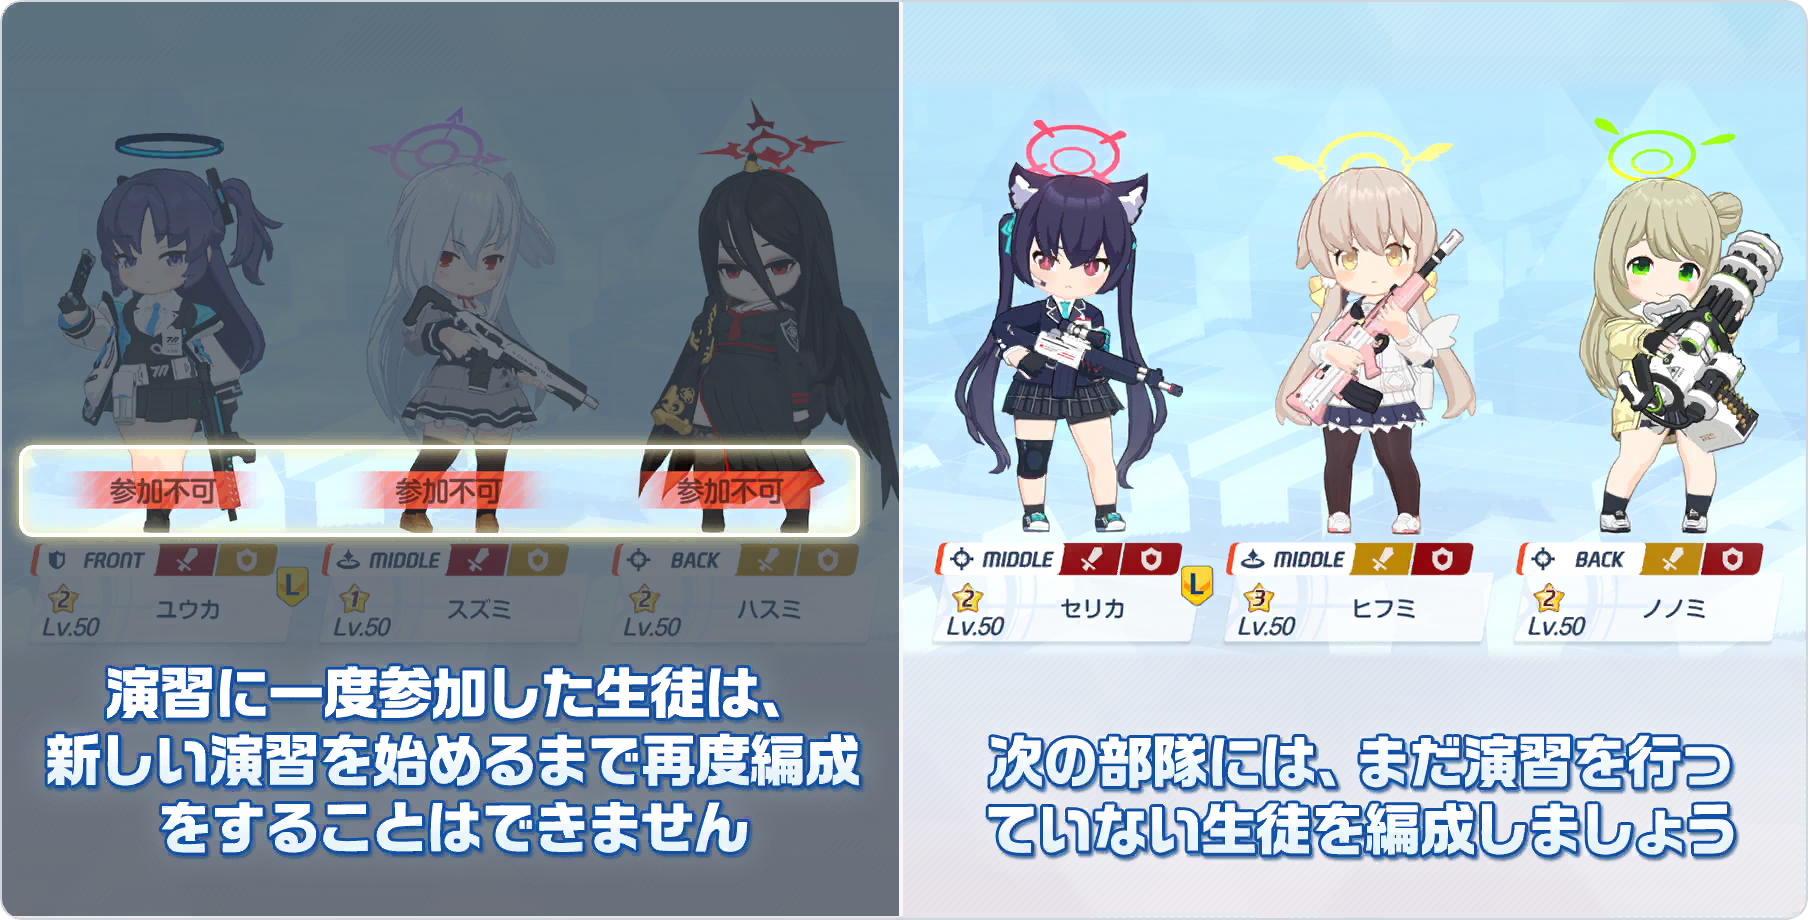 参加不可
参加不可
参加不可
FRONT
L
2
Lv.50
ユウカ
MIDDLE
1
Lv.50
スズミ
BACK
2
Lv.50
ハスミ
演習に一度参加した生徒は、
新しい演習を始めるまで再度編成
をすることはできません
MIDDLE
L
2
Lv.50
セリカ
MIDDLE
3
Lv.50
ヒフミ
BACK
2
Lv.50
ノノミ
次の部隊には、まだ演習を行っ
ていない生徒を編成しましょう